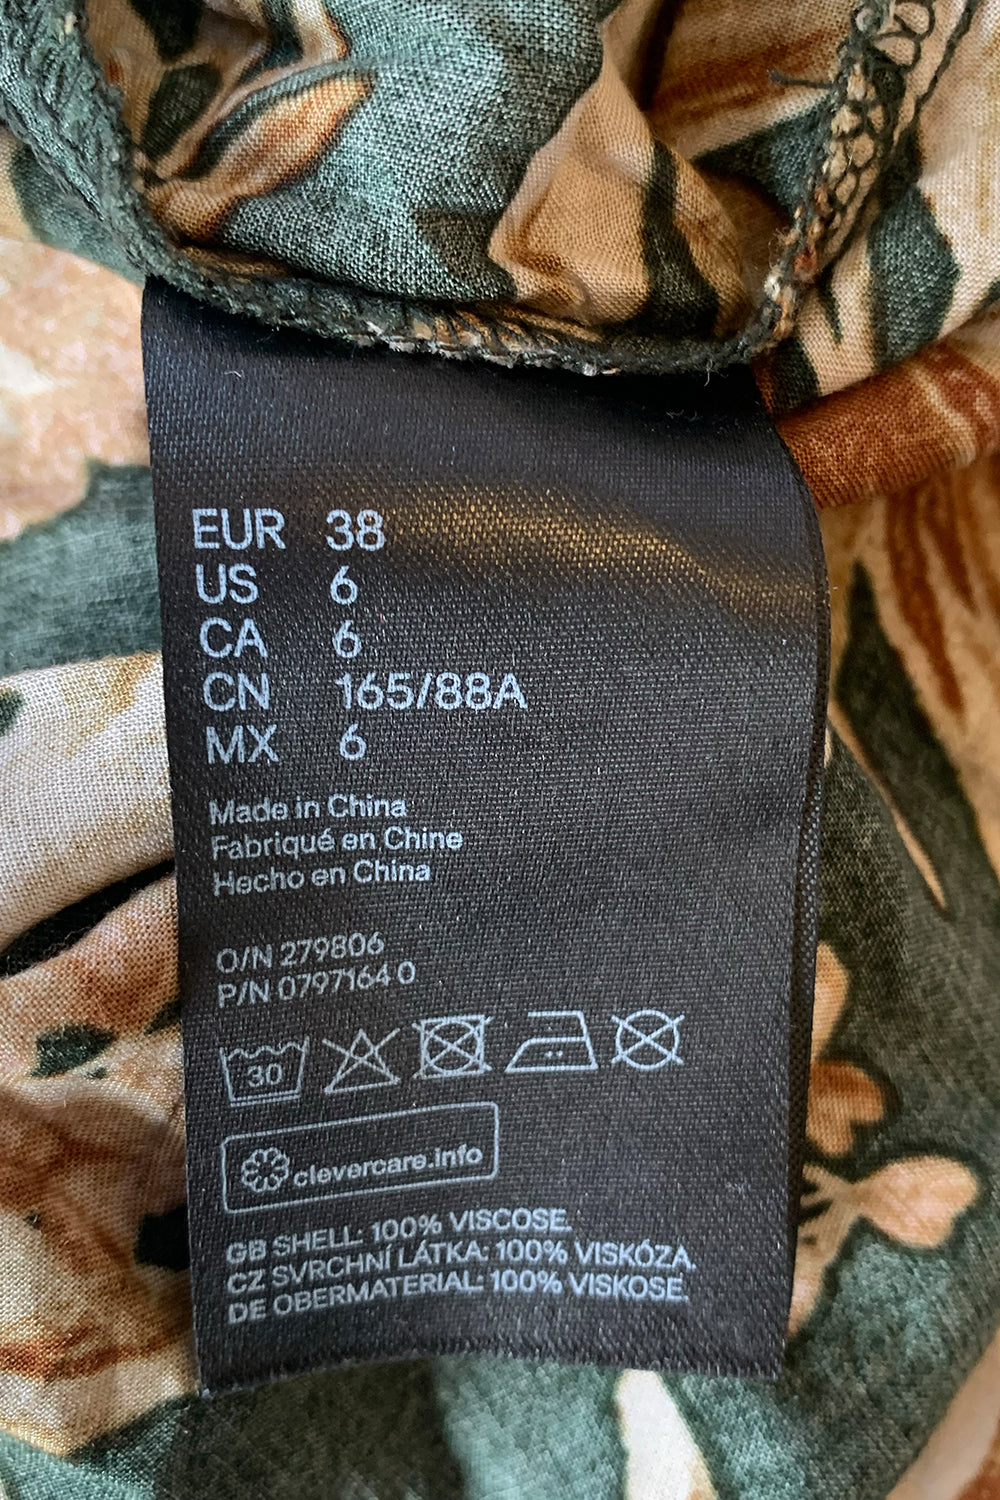 EUR 38
US 6
CA 6
CN 165/88A
MX 6
Made in China
Fabriqué en Chine
Hecho en China
O/N 279806
P/N 0797164 0
30
clevercare.info
GB SHELL: 100% VISCOSE.
CZ SVRCHNÍ LÁTKA: 100% VISKÓZA.
DE OBERMATERIAL: 100% VISKOSE.